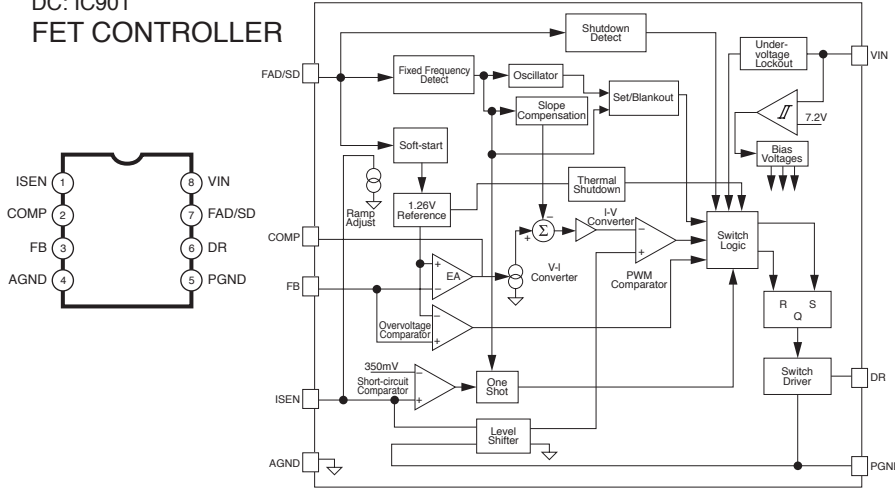 DC: IC901
FET CONTROLLER
ISEN 1
COMP 2
FB 3
AGND 4
8 VIN
7 FAD/SD
6 DR
5 PGND
FAD/SD
COMP
FB
ISEN
AGND
VIN
DR
PGND
Shutdown
Detect
Under-
voltage
Lockout
Fixed Frequency
Detect
Oscillator
Set/Blankout
Slope
Compensation
7.2V
Bias
Voltages
Soft-start
Ramp
Adjust
1.26V
Reference
Thermal
Shutdown
I-V
Converter
−
+
Σ
−
+
PWM
Comparator
Switch
Logic
+
−
EA
V-I
Converter
−
+
Overvoltage
Comparator
R S
Q
350mV
−
+
Short-circuit
Comparator
One
Shot
Switch
Driver
Level
Shifter